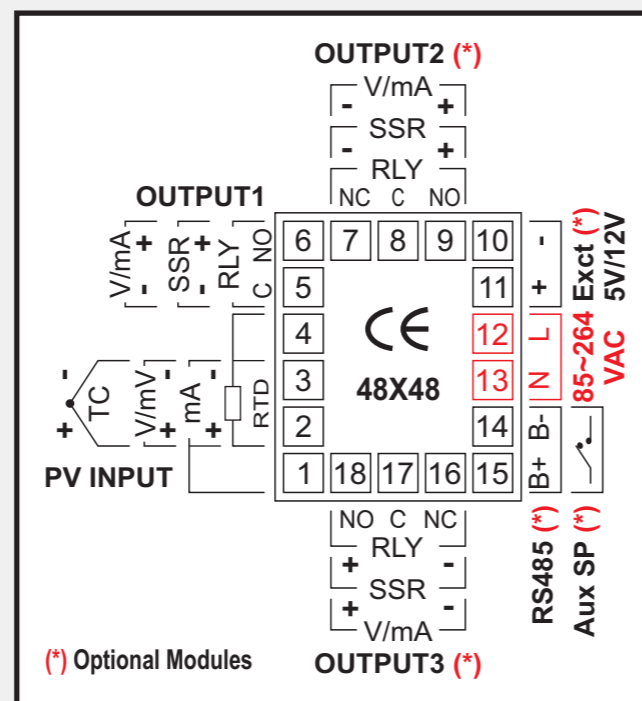 OUTPUT2 (*)
- V/mA +
- SSR +
RLY
NC C NO
OUTPUT1
V/mA - +
SSR - +
RLY
C NO
6 7 8 9 10
5 11
4 12
3 13
2 14
1 18 17 16 15
CE
48X48
- +
Exct (*)
5V/12V
L N
85~264
VAC
B- B+
RS485 (*)
Aux SP (*)
- TC +
- V/mV +
mA - +
RTD
PV INPUT
NO C NC
RLY
+ SSR -
+ V/mA -
OUTPUT3 (*)
(*) Optional Modules